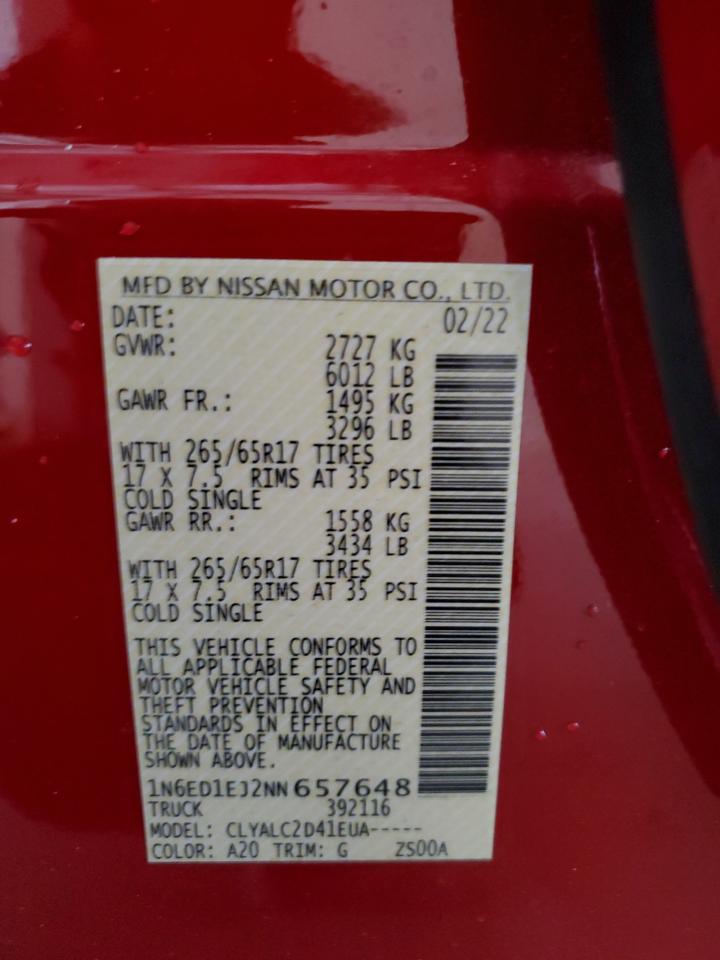 MFD BY NISSAN MOTOR CO., LTD.
DATE: 02/22
GVWR: 2727 KG
6012 LB
GAWR FR.: 1495 KG
3296 LB
WITH 265/65R17 TIRES
17 X 7.5 RIMS AT 35 PSI
COLD SINGLE
GAWR RR.: 1558 KG
3434 LB
WITH 265/65R17 TIRES
17 X 7.5 RIMS AT 35 PSI
COLD SINGLE
THIS VEHICLE CONFORMS TO
ALL APPLICABLE FEDERAL
MOTOR VEHICLE SAFETY AND
THEFT PREVENTION
STANDARDS IN EFFECT ON
THE DATE OF MANUFACTURE
SHOWN ABOVE.
1N6ED1EJ2NN657648
TRUCK 392116
MODEL: CLYALC2D41EUA-----
COLOR: A20 TRIM: G ZS00A